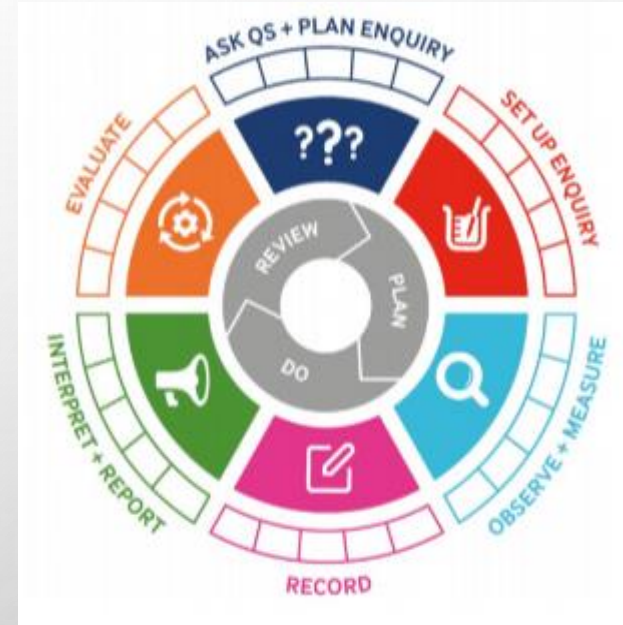 ASK QS + PLAN ENQUIRY
???
SET UP ENQUIRY
OBSERVE + MEASURE
RECORD
INTERPRET + REPORT
EVALUATE
REVIEW
PLAN
DO